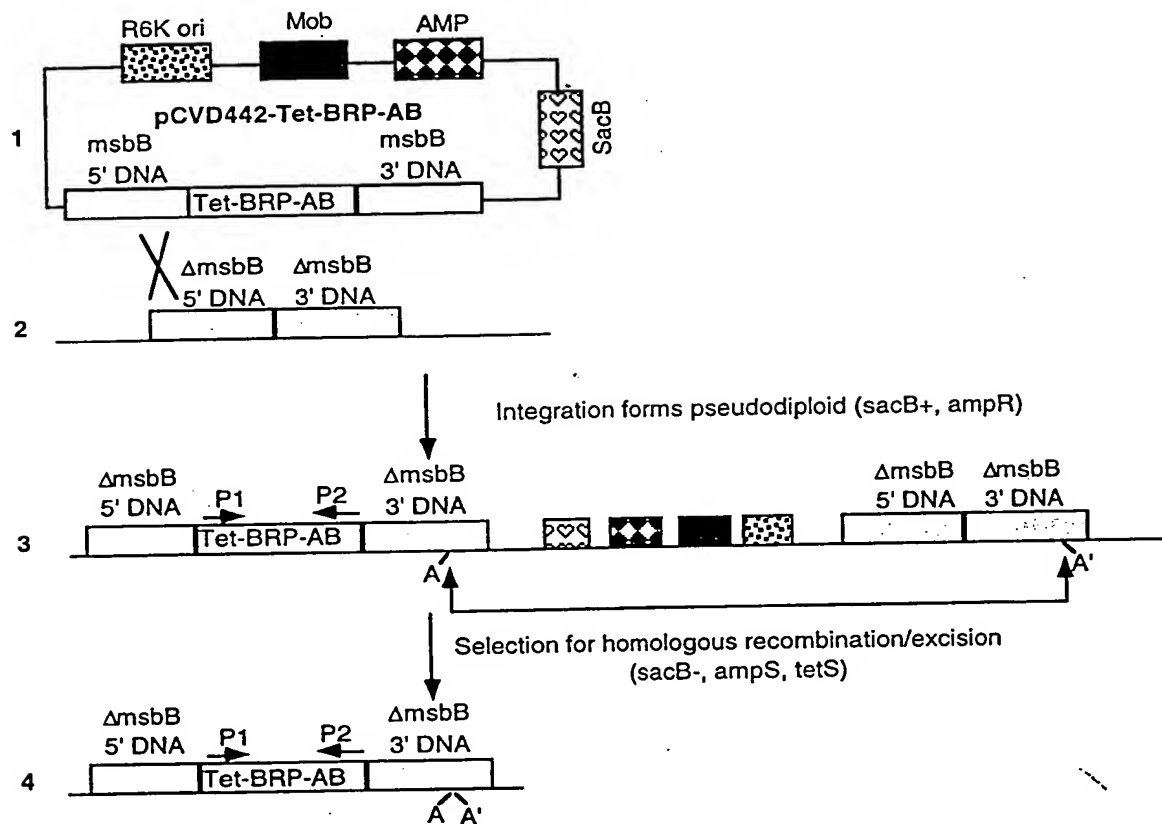 R6K ori Mob AMP
pCVD442-Tet-BRP-AB
SacB
1
msbB msbB
5' DNA 3' DNA
Tet-BRP-AB
ΔmsbB ΔmsbB
5' DNA 3' DNA
2
Integration forms pseudodiploid (sacB+, ampR)
ΔmsbB ΔmsbB ΔmsbB ΔmsbB
5' DNA P1 P2 3' DNA 5' DNA 3' DNA
3 Tet-BRP-AB
A A'
Selection for homologous recombination/excision
(sacB-, ampS, tetS)
ΔmsbB ΔmsbB
5' DNA P1 P2 3' DNA
4 Tet-BRP-AB
A A'